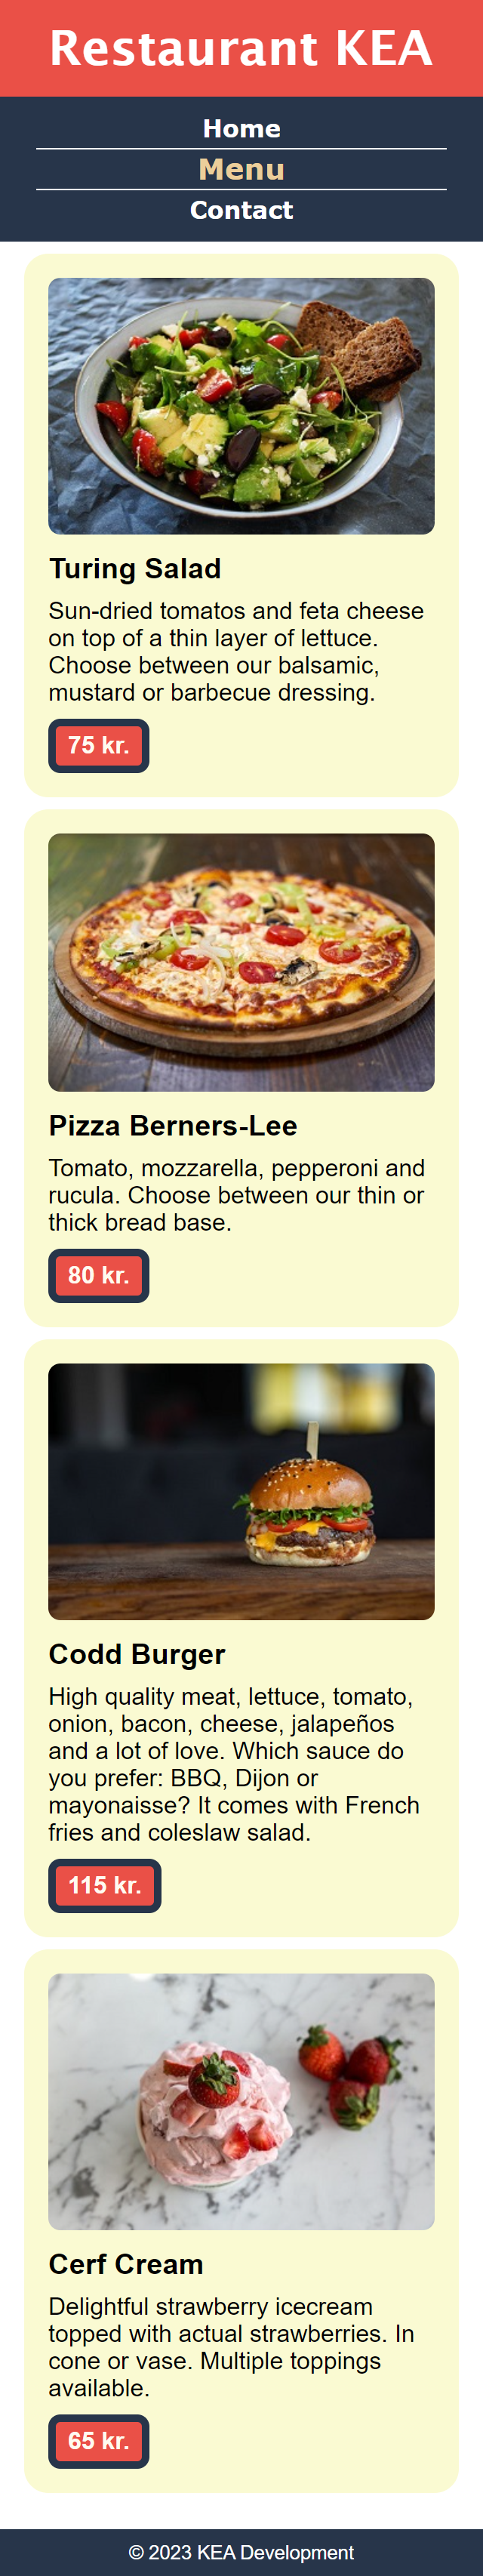 Restaurant KEA
Home
Menu
Contact
Turing Salad
Sun-dried tomatos and feta cheese
on top of a thin layer of lettuce.
Choose between our balsamic,
mustard or barbecue dressing.
75 kr.
Pizza Berners-Lee
Tomato, mozzarella, pepperoni and
rucula. Choose between our thin or
thick bread base.
80 kr.
Codd Burger
High quality meat, lettuce, tomato,
onion, bacon, cheese, jalapeños
and a lot of love. Which sauce do
you prefer: BBQ, Dijon or
mayonaisse? It comes with French
fries and coleslaw salad.
115 kr.
Cerf Cream
Delightful strawberry icecream
topped with actual strawberries. In
cone or vase. Multiple toppings
available.
65 kr.
© 2023 KEA Development